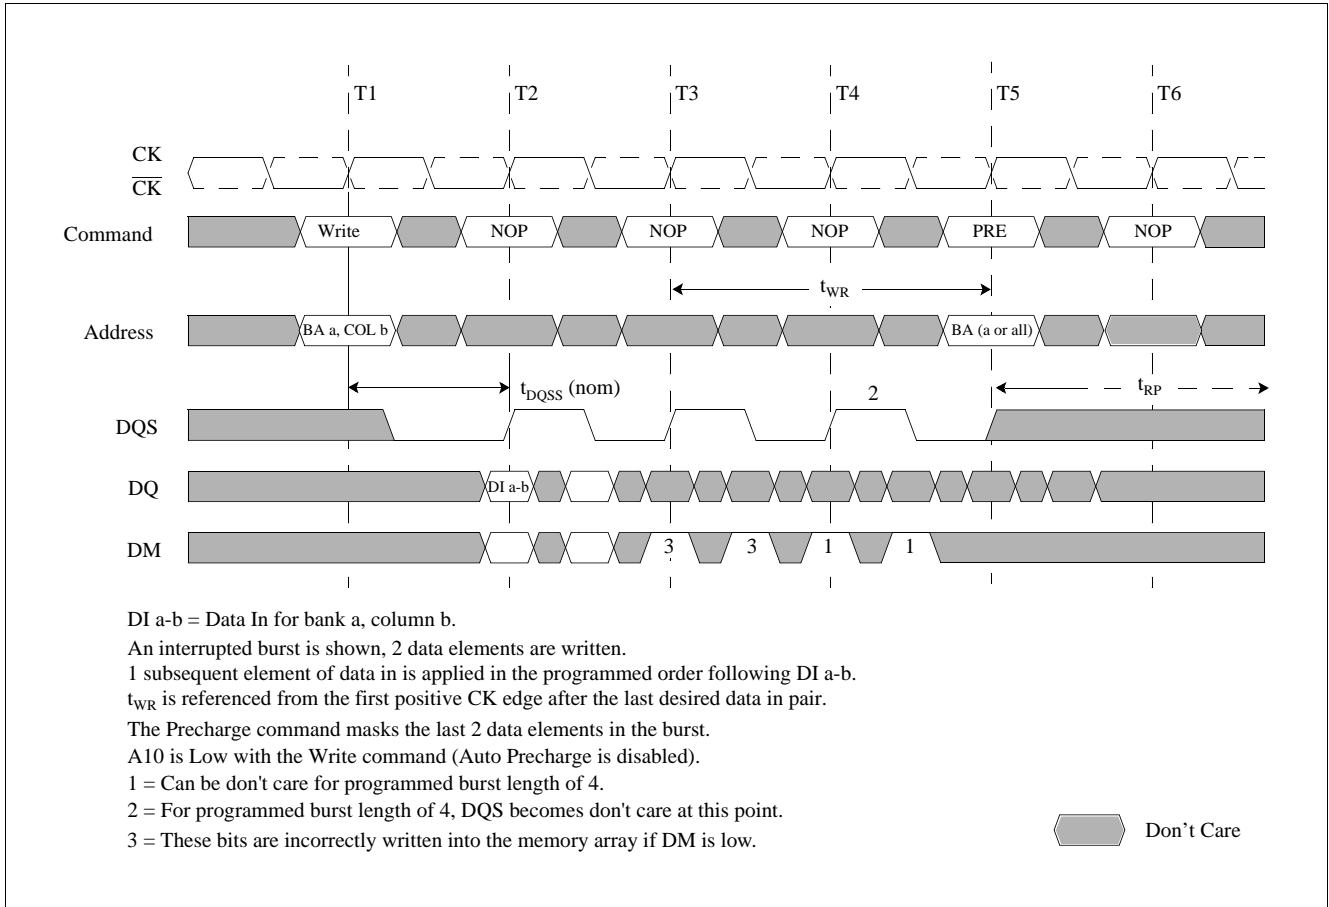 T1 T2 T3 T4 T5 T6
CK
CK
Command Write NOP NOP NOP PRE NOP
tWR
Address BA a, COL b BA (a or all)
tDQSS (nom) 2 tRP
DQS
DQ DI a-b
DM 3 3 1 1
DI a-b = Data In for bank a, column b.
An interrupted burst is shown, 2 data elements are written.
1 subsequent element of data in is applied in the programmed order following DI a-b.
tWR is referenced from the first positive CK edge after the last desired data in pair.
The Precharge command masks the last 2 data elements in the burst.
A10 is Low with the Write command (Auto Precharge is disabled).
1 = Can be don't care for programmed burst length of 4.
2 = For programmed burst length of 4, DQS becomes don't care at this point.
3 = These bits are incorrectly written into the memory array if DM is low.
Don't Care